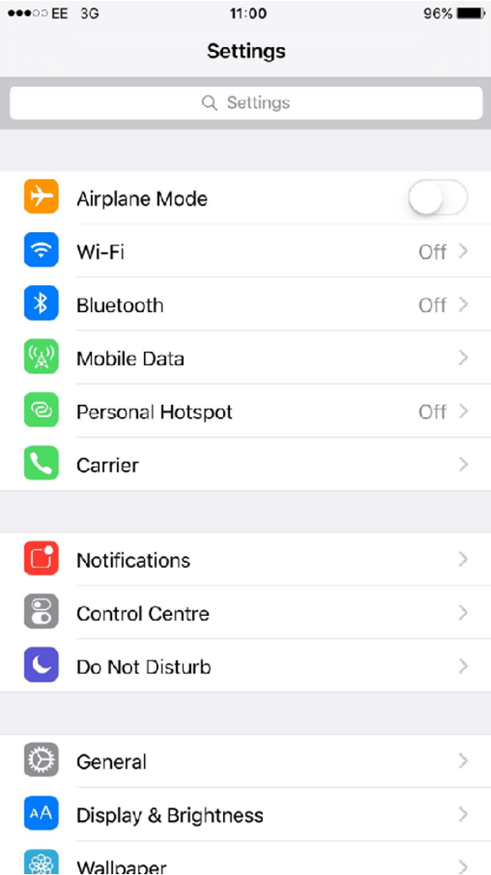 EE 3G 11:00 96%
Settings
Settings
Airplane Mode
Wi-Fi Off
Bluetooth Off
Mobile Data
Personal Hotspot Off
Carrier
Notifications
Control Centre
Do Not Disturb
General
AA Display & Brightness
Wallpaper